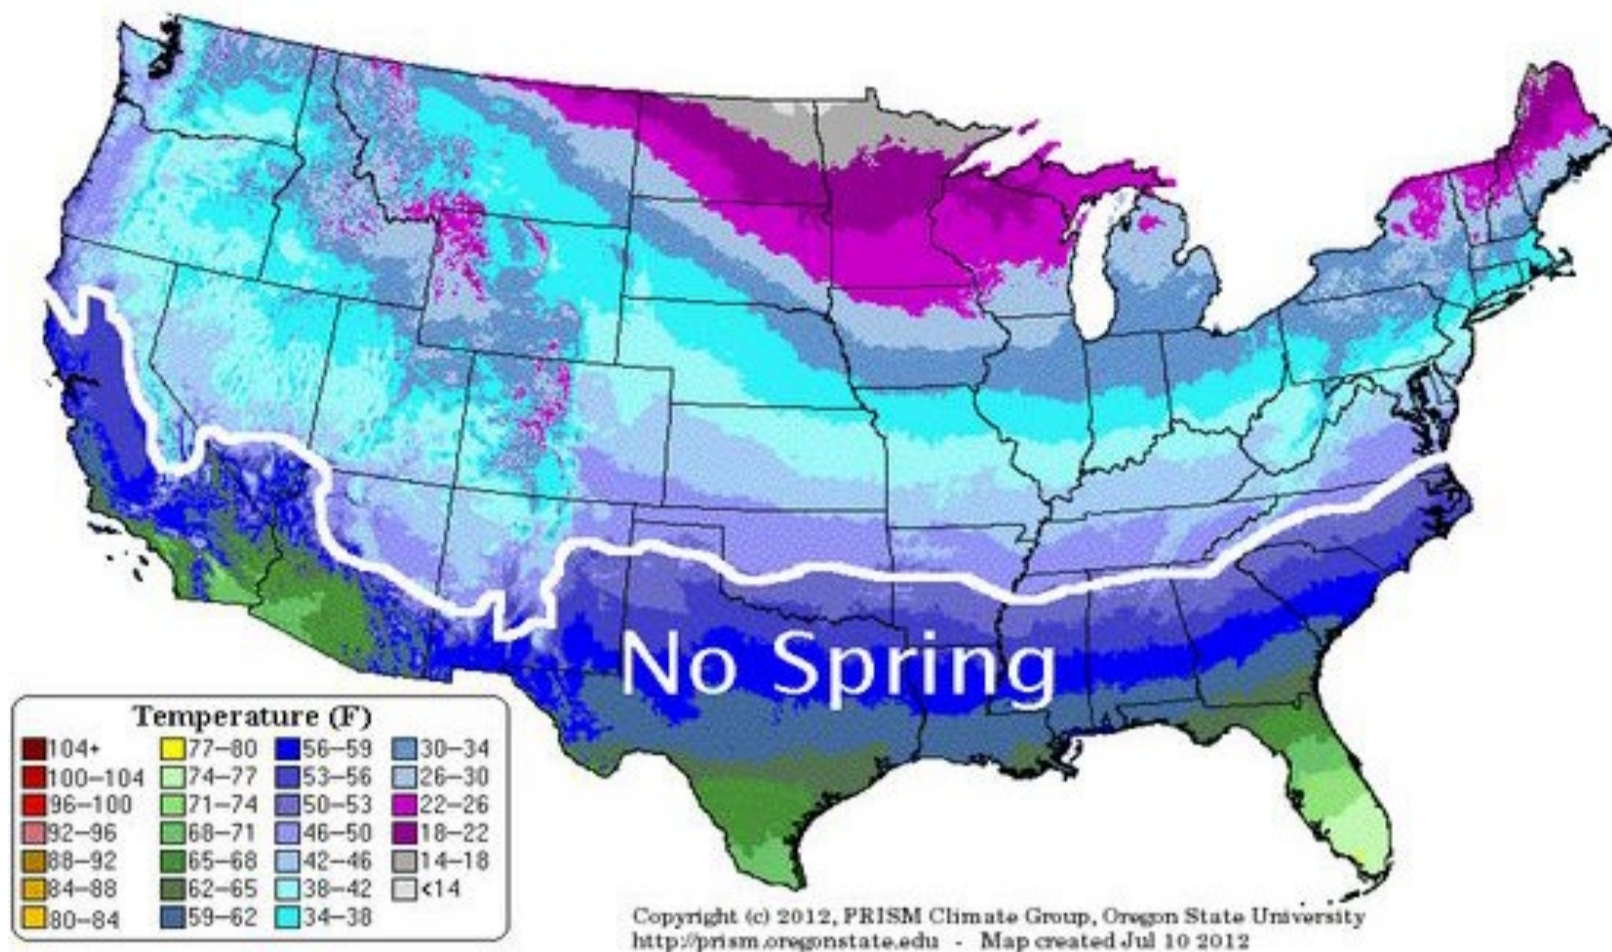 No Spring
Temperature (F)
104+ 77-80 56-59 30-34
100-104 74-77 53-56 26-30
96-100 71-74 50-53 22-26
92-96 68-71 46-50 18-22
88-92 65-68 42-46 14-18
84-88 62-65 38-42 <14
80-84 59-62 34-38
Copyright (c) 2012, PRISM Climate Group, Oregon State University
http://prism.oregonstate.edu - Map created Jul 10 2012